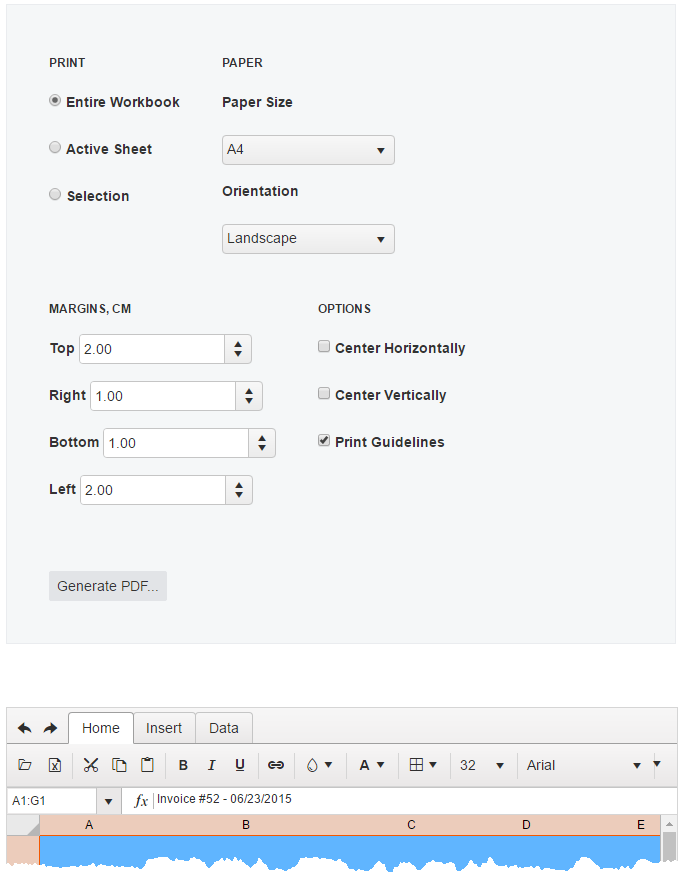 PRINT PAPER
Entire Workbook Paper Size
Active Sheet A4
Selection Orientation
Landscape
MARGINS, CM OPTIONS
Top 2.00 Center Horizontally
Right 1.00 Center Vertically
Bottom 1.00 Print Guidelines
Left 2.00
Generate PDF...
Home Insert Data
B I U A 32 Arial
A1:G1 fx Invoice #52 - 06/23/2015
A B C D E